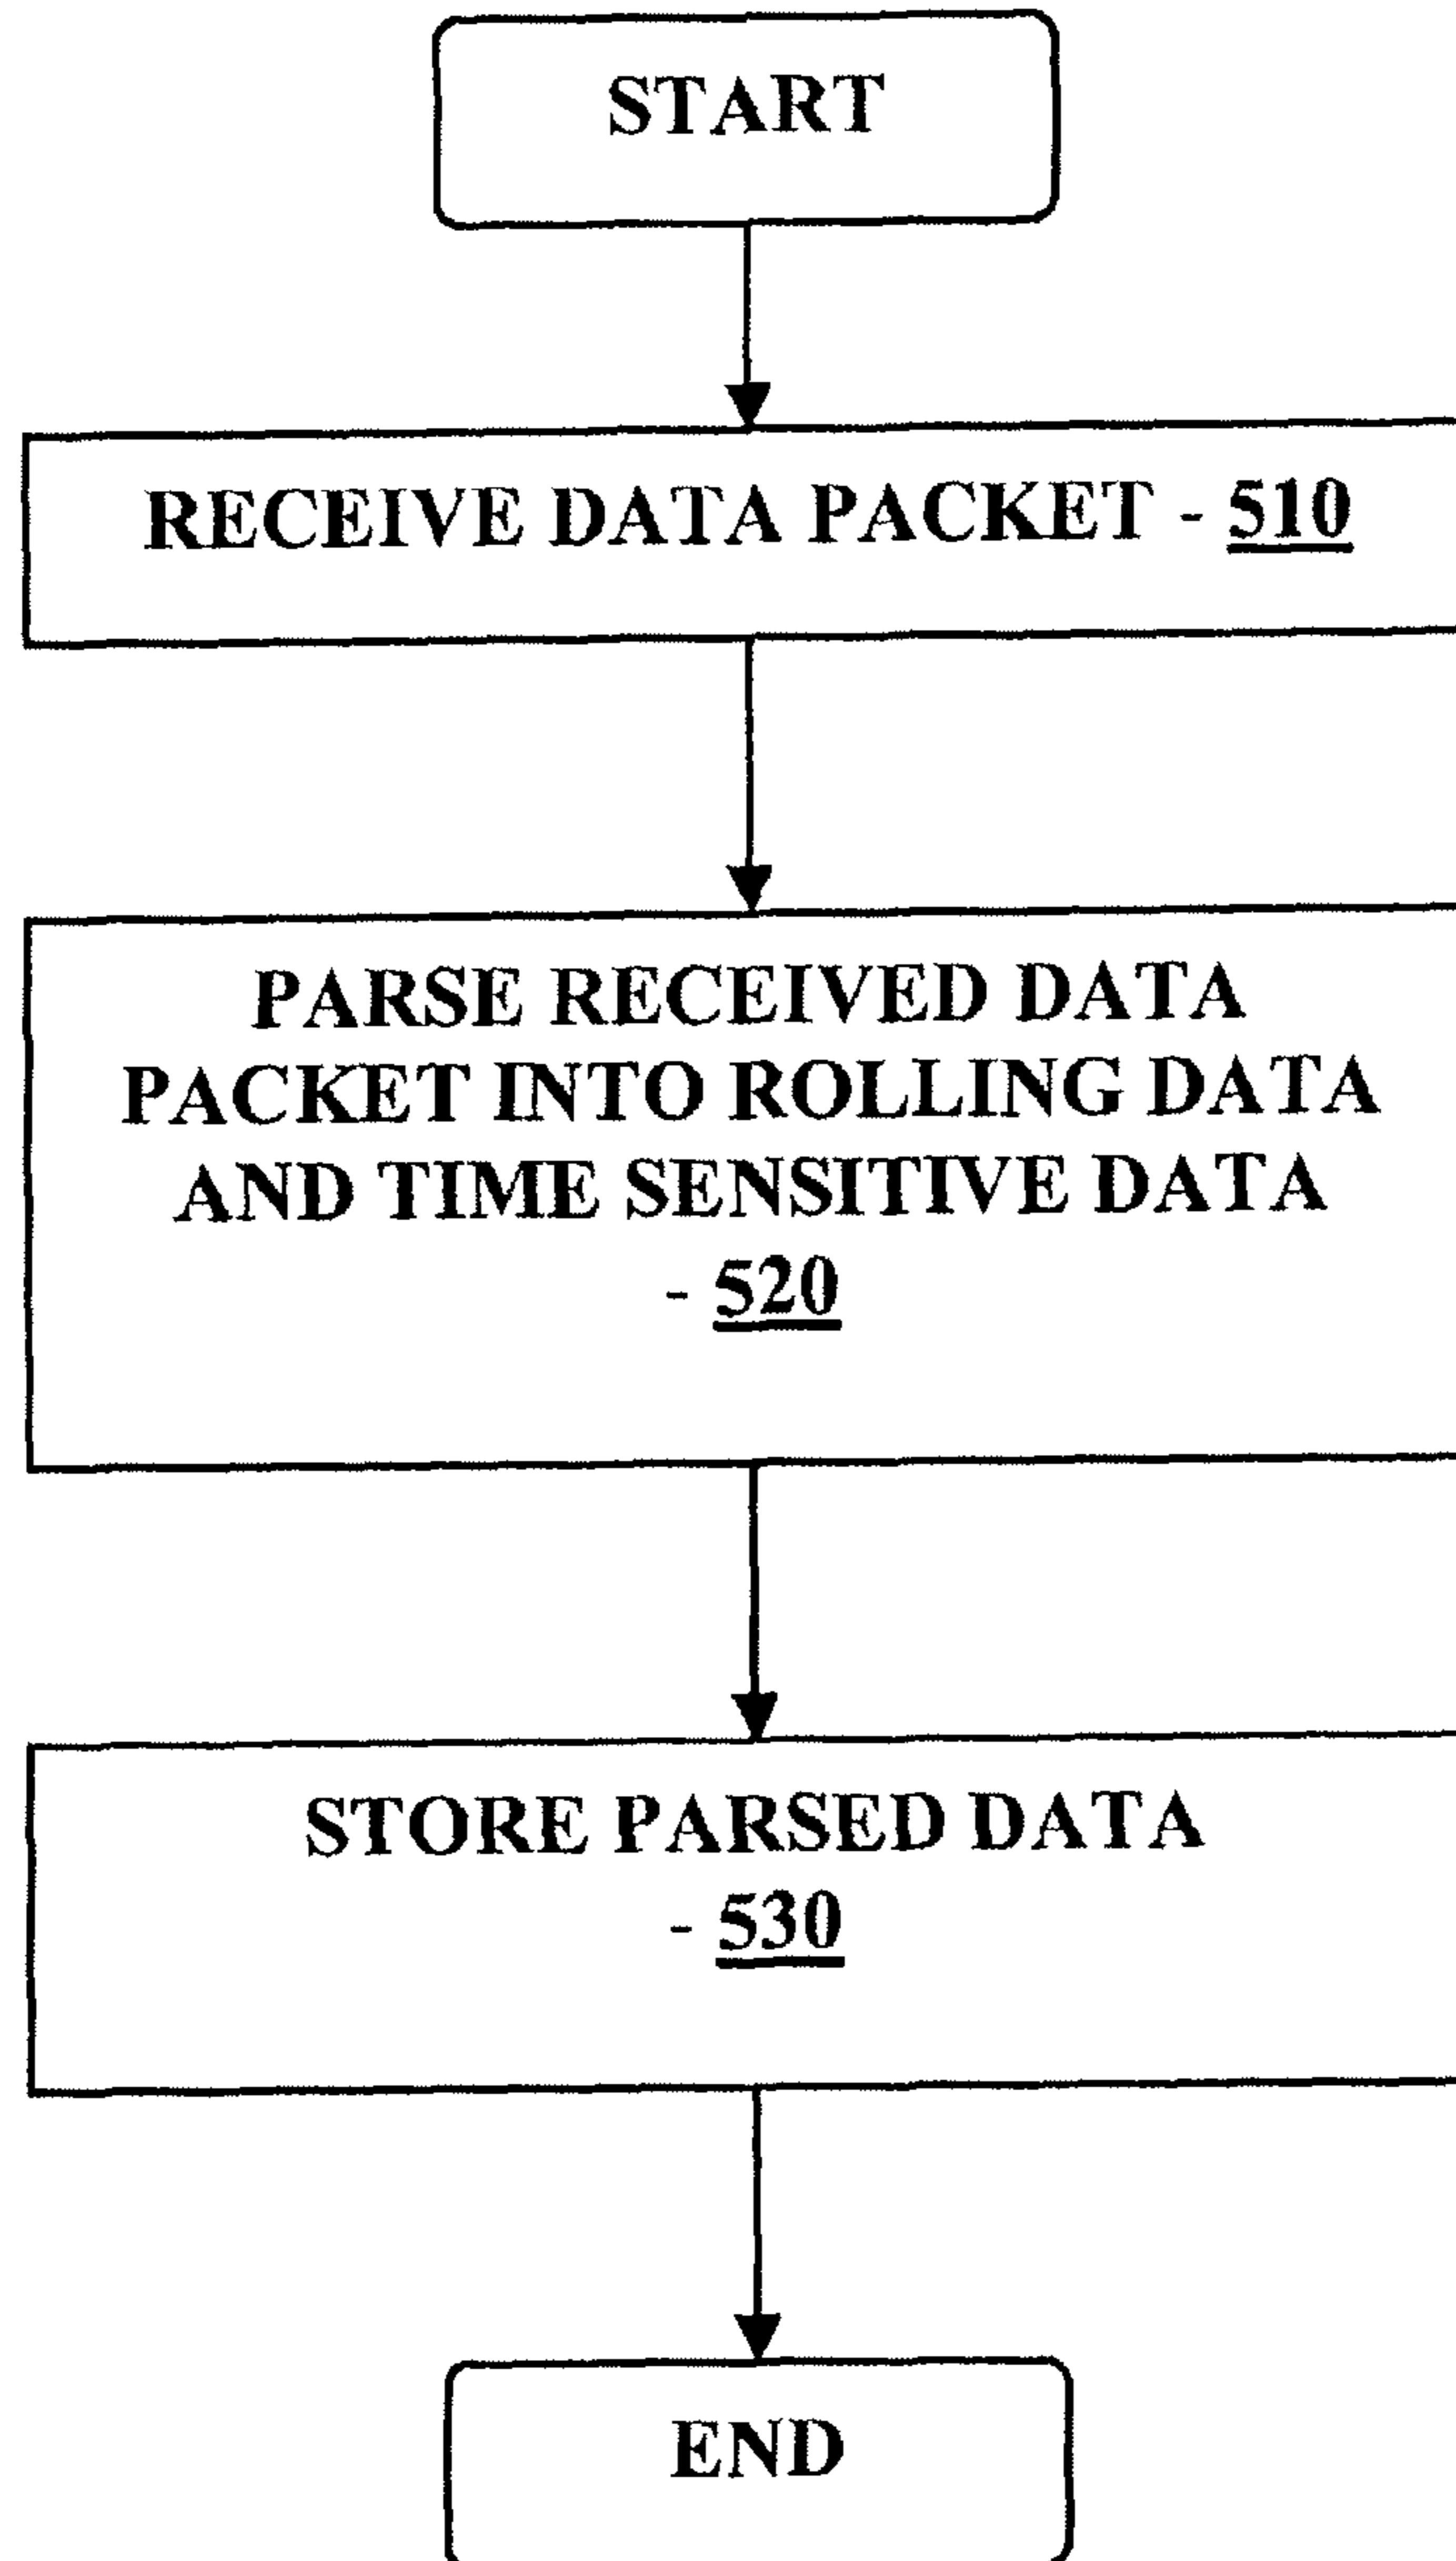 START
RECEIVE DATA PACKET - 510
PARSE RECEIVED DATA
PACKET INTO ROLLING DATA
AND TIME SENSITIVE DATA
- 520
STORE PARSED DATA
- 530
END